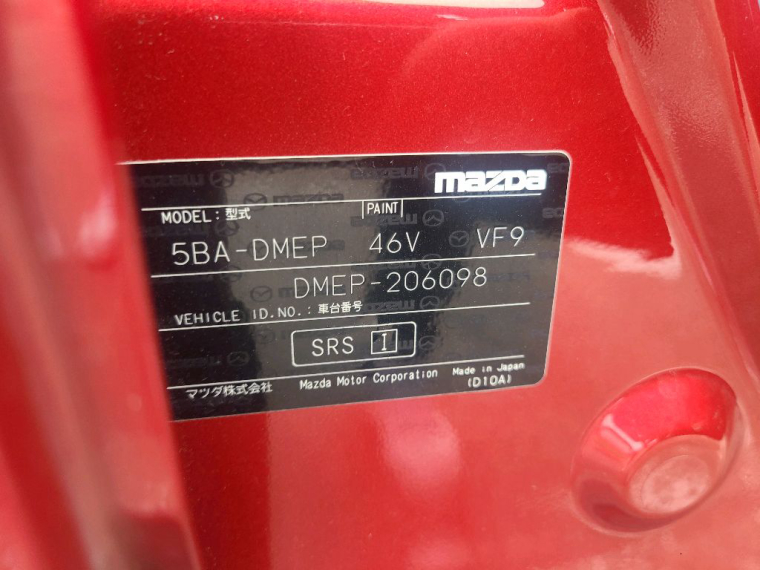 mazda
MODEL:型式 PAINT
5BA-DMEP 46V VF9
DMEP-206098
VEHICLE ID.NO.:車台番号
SRS I
マツダ株式会社 Mazda Motor Corporation Made in Japan
(D10A)